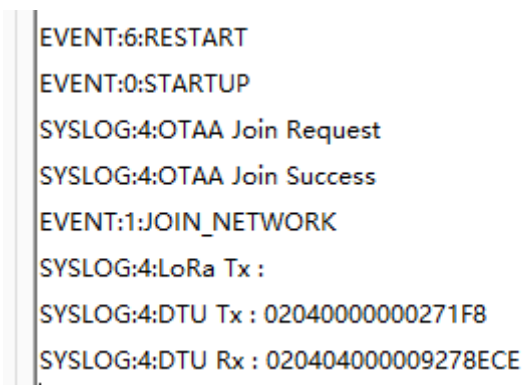 EVENT:6:RESTART
EVENT:0:STARTUP
SYSLOG:4:OTAA Join Request
SYSLOG:4:OTAA Join Success
EVENT:1:JOIN_NETWORK
SYSLOG:4:LoRa Tx :
SYSLOG:4:DTU Tx : 02040000000271F8
SYSLOG:4:DTU Rx : 020404000009278ECE